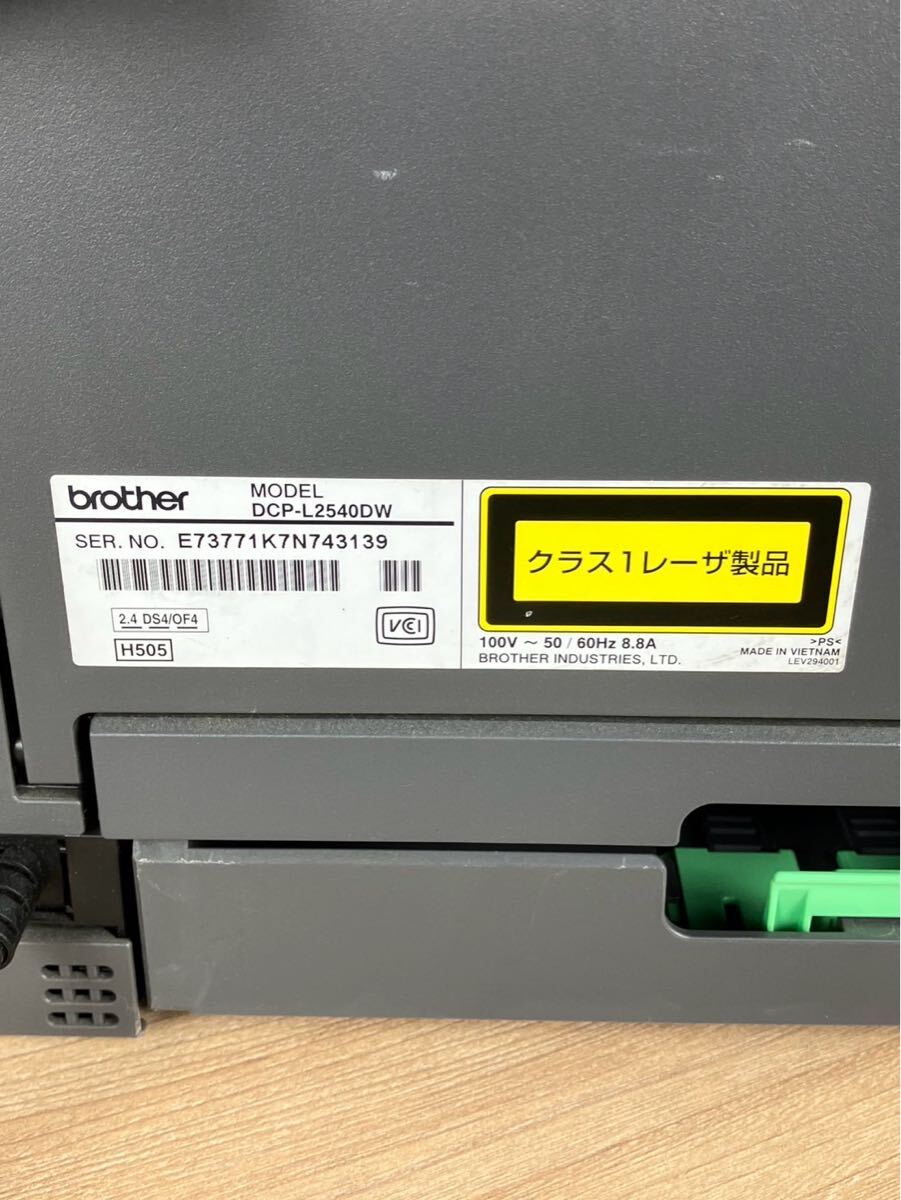 brother
MODEL
DCP-L2540DW
SER. NO. E73771K7N743139
2.4 DS4/OF4
H505
VCCI
クラス1レーザ製品
100V ～ 50 / 60Hz 8.8A
BROTHER INDUSTRIES, LTD.
>PS<
MADE IN VIETNAM
LEV294001